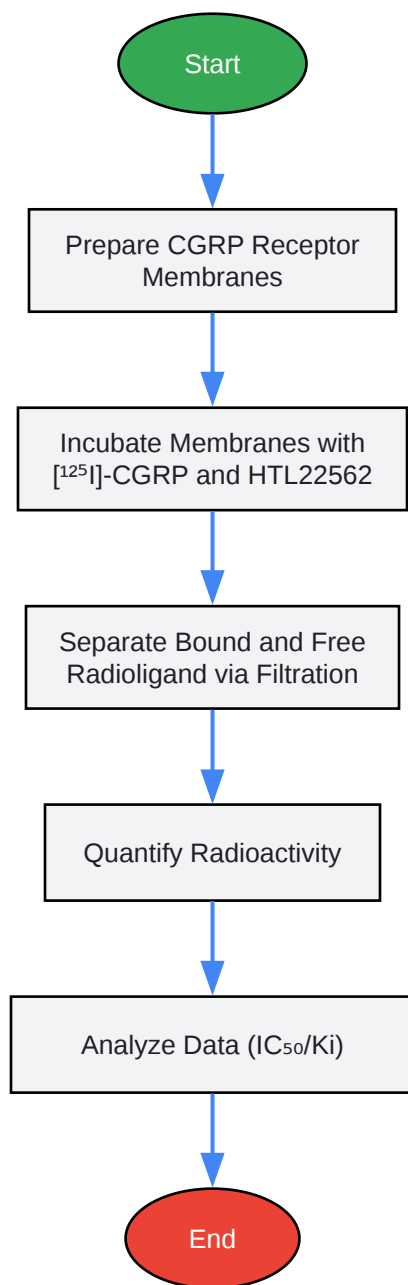 Start
Prepare CGRP Receptor
Membranes
Incubate Membranes with
[¹²⁵I]-CGRP and HTL22562
Separate Bound and Free
Radioligand via Filtration
Quantify Radioactivity
Analyze Data (IC₅₀/Ki)
End